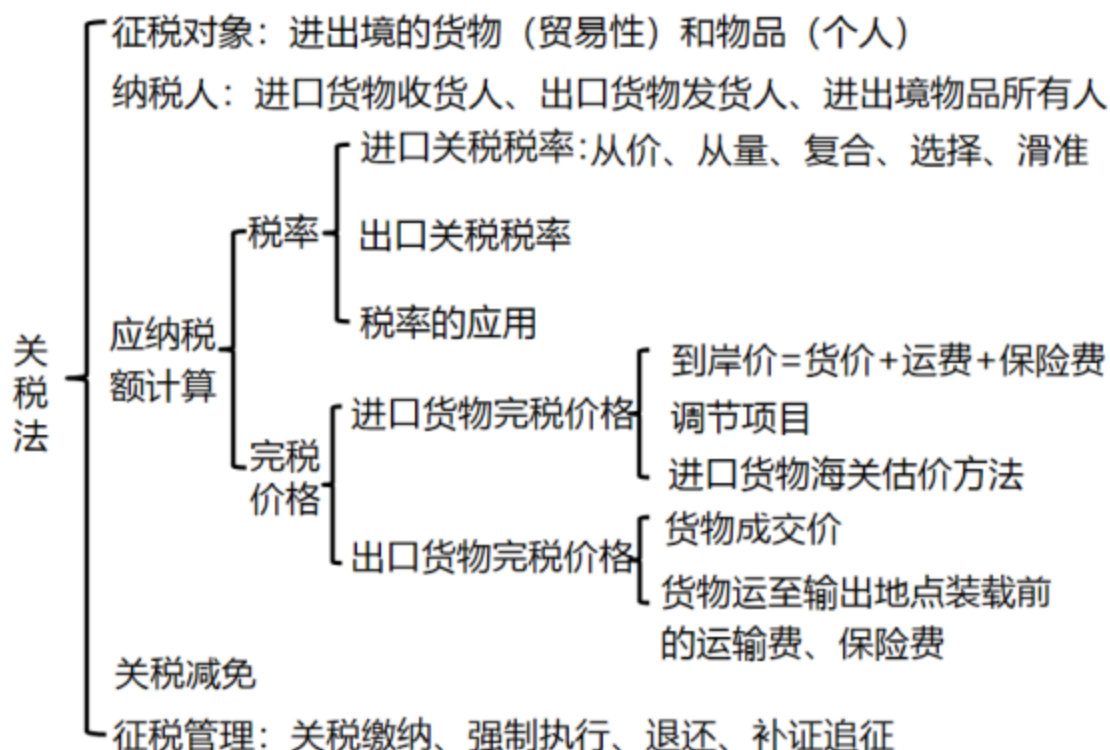 征税对象：进出境的货物（贸易性）和物品（个人）
纳税人：进口货物收货人、出口货物发货人、进出境物品所有人
进口关税税率:从价、从量、复合、选择、滑准
税率
出口关税税率
税率的应用
关
税
法
应纳税
额计算
到岸价=货价+运费+保险费
进口货物完税价格
调节项目
进口货物海关估价方法
完税
价格
货物成交价
出口货物完税价格
货物运至输出地点装载前
的运输费、保险费
关税减免
征税管理：关税缴纳、强制执行、退还、补证追征